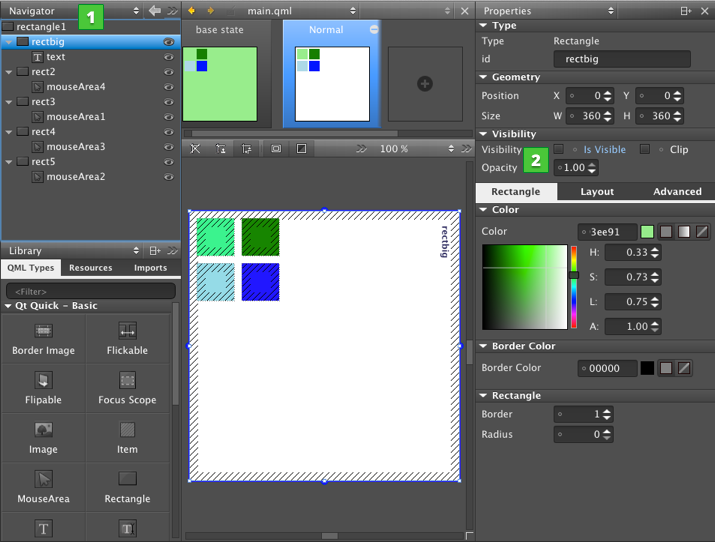 Navigator
1
rectangle1
rectbig
text
rect2
mouseArea4
rect3
mouseArea1
rect4
mouseArea3
rect5
mouseArea2
Library
QML Types Resources Imports
<Filter>
Qt Quick - Basic
Border Image Flickable
Flipable Focus Scope
Image Item
MouseArea Rectangle
T T
main.qml
base state Normal
100 %
rectbig
Properties
Type
Type Rectangle
id rectbig
Geometry
Position X 0 Y 0
Size W 360 H 360
Visibility
Visibility Is Visible Clip
2
Opacity 1.00
Rectangle Layout Advanced
Color
Color 3ee91
H: 0.33
S: 0.73
L: 0.75
A: 1.00
Border Color
Border Color 00000
Rectangle
Border 1
Radius 0